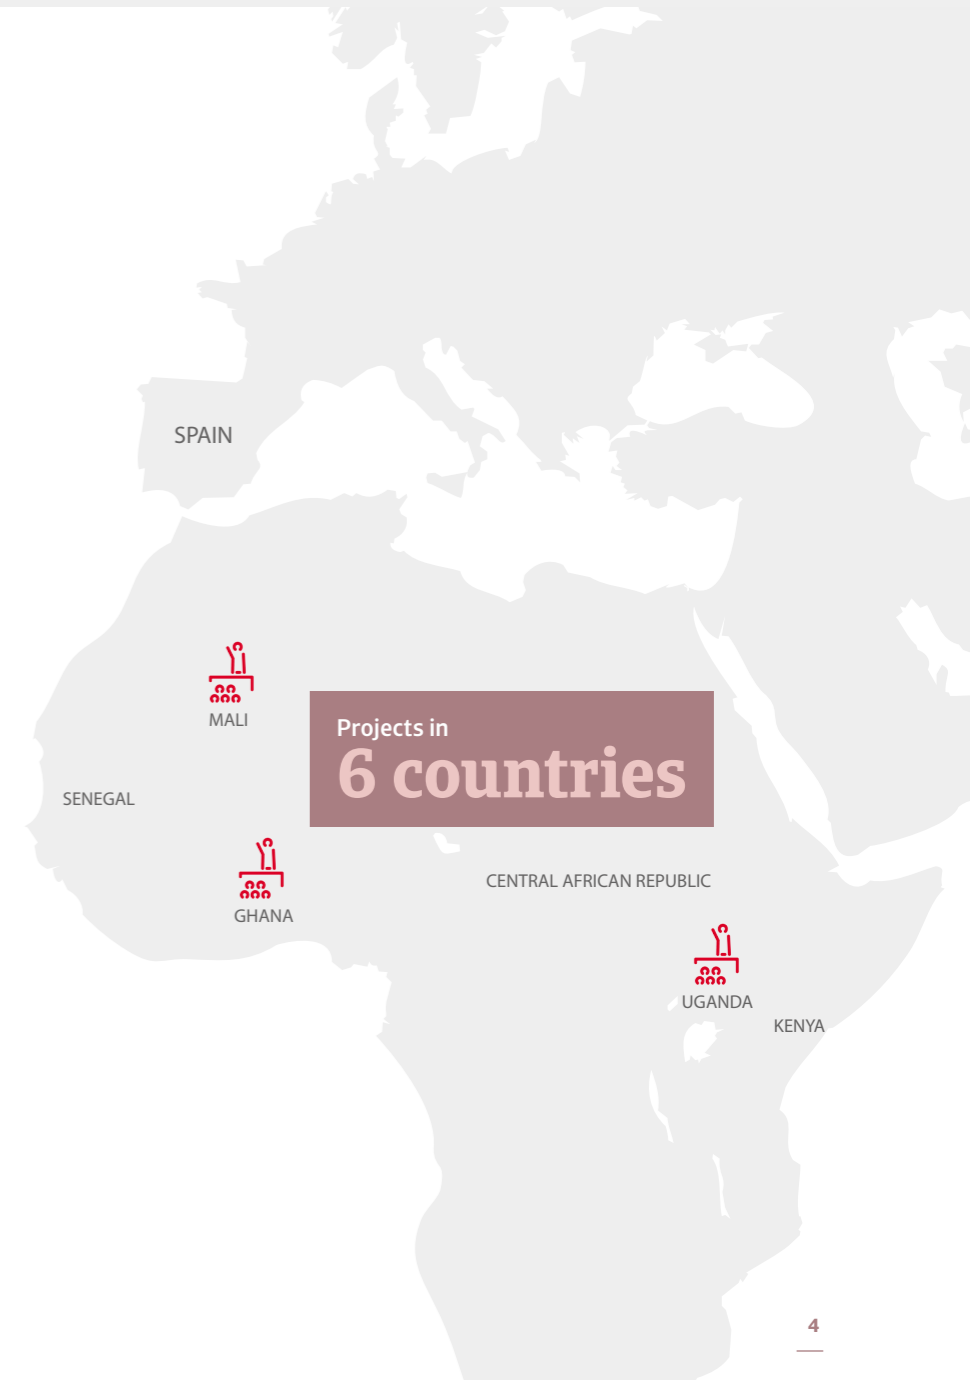 SPAIN
MALI
Projects in
6 countries
SENEGAL
CENTRAL AFRICAN REPUBLIC
GHANA
UGANDA
KENYA
4